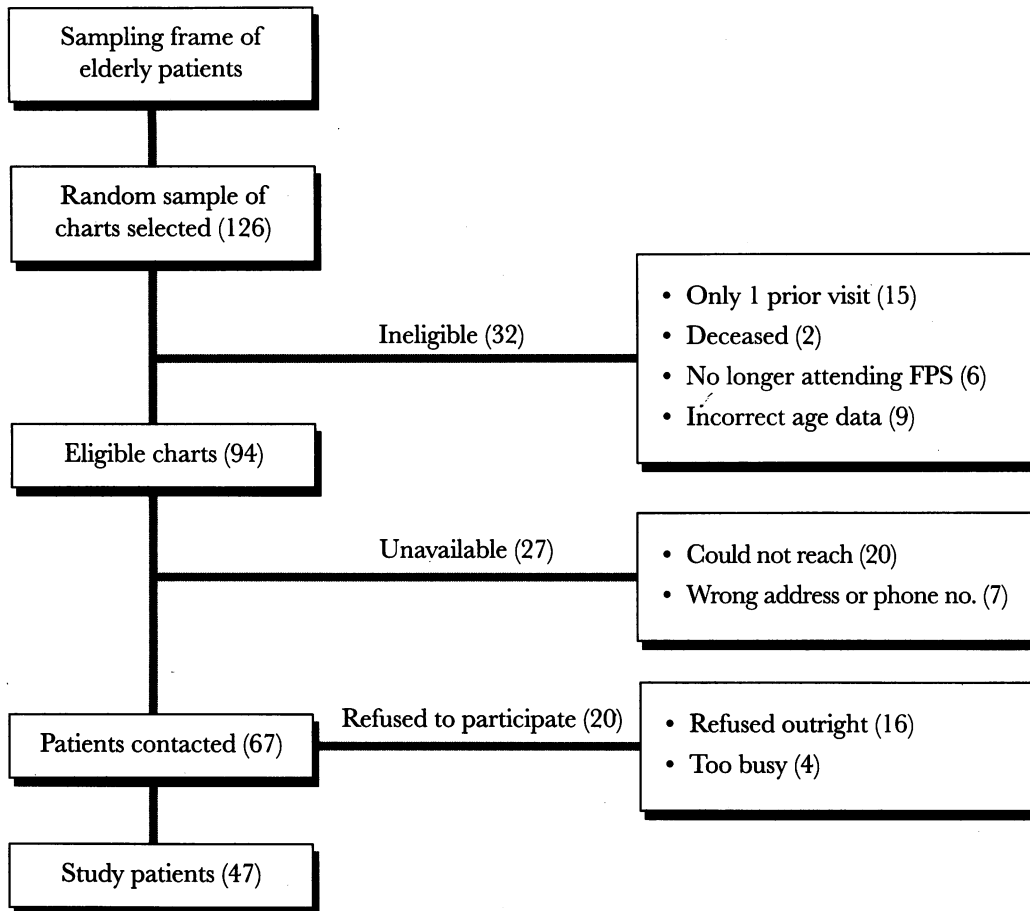 Sampling frame of
elderly patients
Random sample of
charts selected (126)
Ineligible (32)
• Only 1 prior visit (15)
• Deceased (2)
• No longer attending FPS (6)
• Incorrect age data (9)
Eligible charts (94)
Unavailable (27)
• Could not reach (20)
• Wrong address or phone no. (7)
Patients contacted (67)
Refused to participate (20)
• Refused outright (16)
• Too busy (4)
Study patients (47)